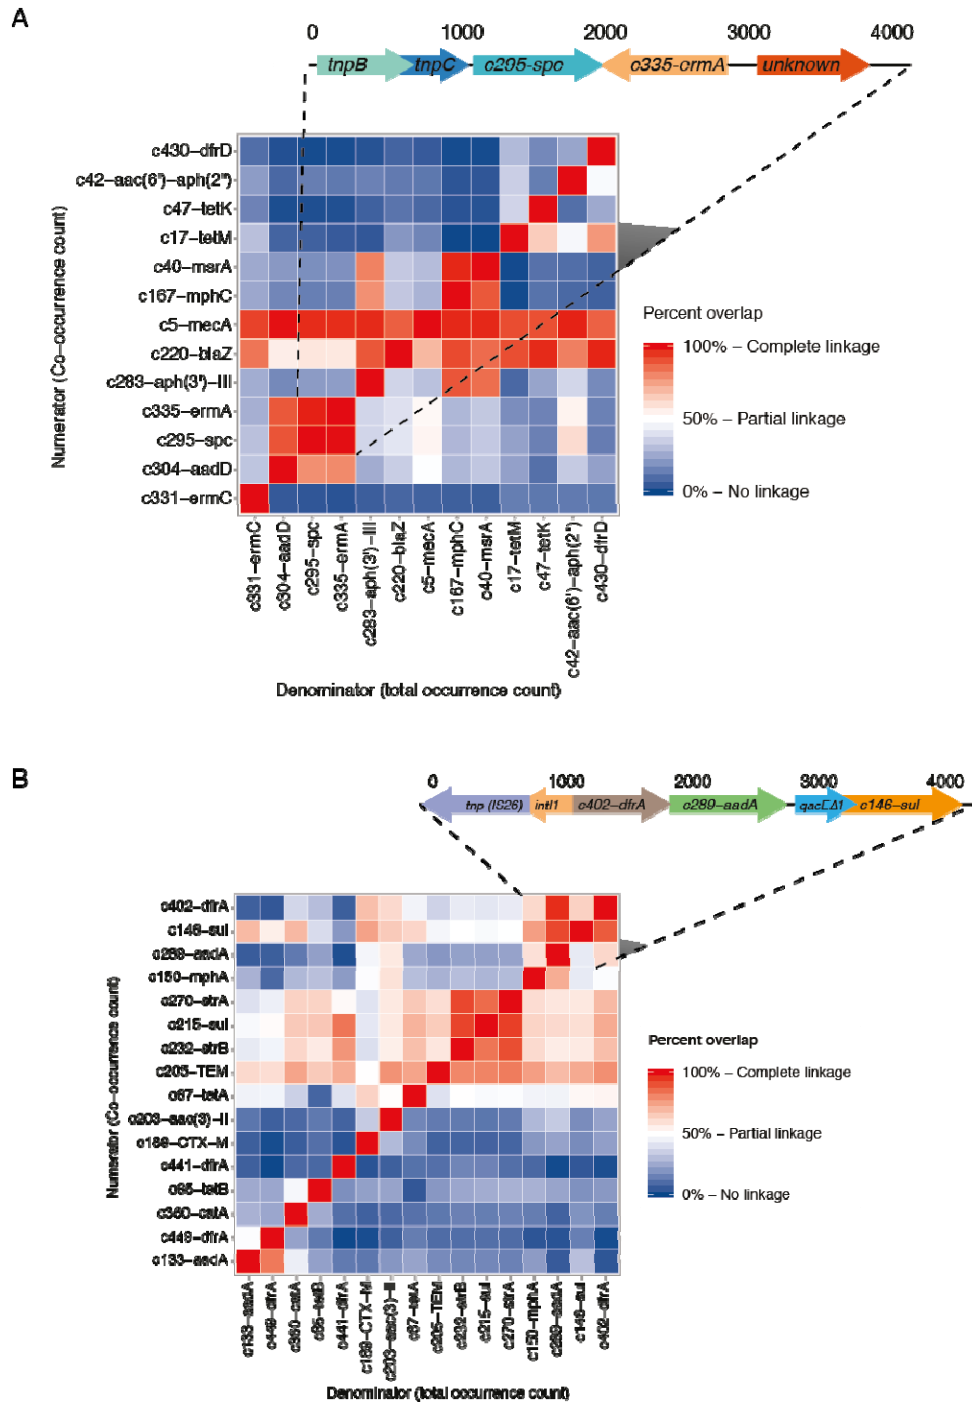 A
0 1000 2000 3000 4000
tnpB tnpC c295-spc c335-ermA unknown
c430-dfrD
c42-aac(6')-aph(2")
c47-tetK
c17-tetM
c40-msrA
c167-mphC
c5-mecA
c220-blaZ
c283-aph(3')-III
c335-ermA
c295-spc
c304-aadD
c331-ermC
Numerator (Co-occurrence count)
Percent overlap
100% – Complete linkage
50% – Partial linkage
0% – No linkage
c331-ermC
c304-aadD
c295-spc
c335-ermA
c283-aph(3')-III
c220-blaZ
c5-mecA
c167-mphC
c40-msrA
c17-tetM
c47-tetK
c42-aac(6')-aph(2")
c430-dfrD
Denominator (total occurrence count)
B
0 1000 2000 3000 4000
tnp (IS26) intI1 c402-dfrA c289-aadA qacEΔ1 c146-sul
c402-dfrA
c146-sul
c289-aadA
c150-mphA
c270-strA
c215-sul
c232-strB
c205-TEM
c67-tetA
c203-aac(3)-II
c189-CTX-M
c441-dfrA
c65-tetB
c360-catA
c449-dfrA
c133-aadA
Numerator (Co-occurrence count)
Percent overlap
100% – Complete linkage
50% – Partial linkage
0% – No linkage
c133-aadA
c449-dfrA
c360-catA
c65-tetB
c441-dfrA
c189-CTX-M
c203-aac(3)-II
c67-tetA
c205-TEM
c232-strB
c215-sul
c270-strA
c150-mphA
c289-aadA
c146-sul
c402-dfrA
Denominator (total occurrence count)